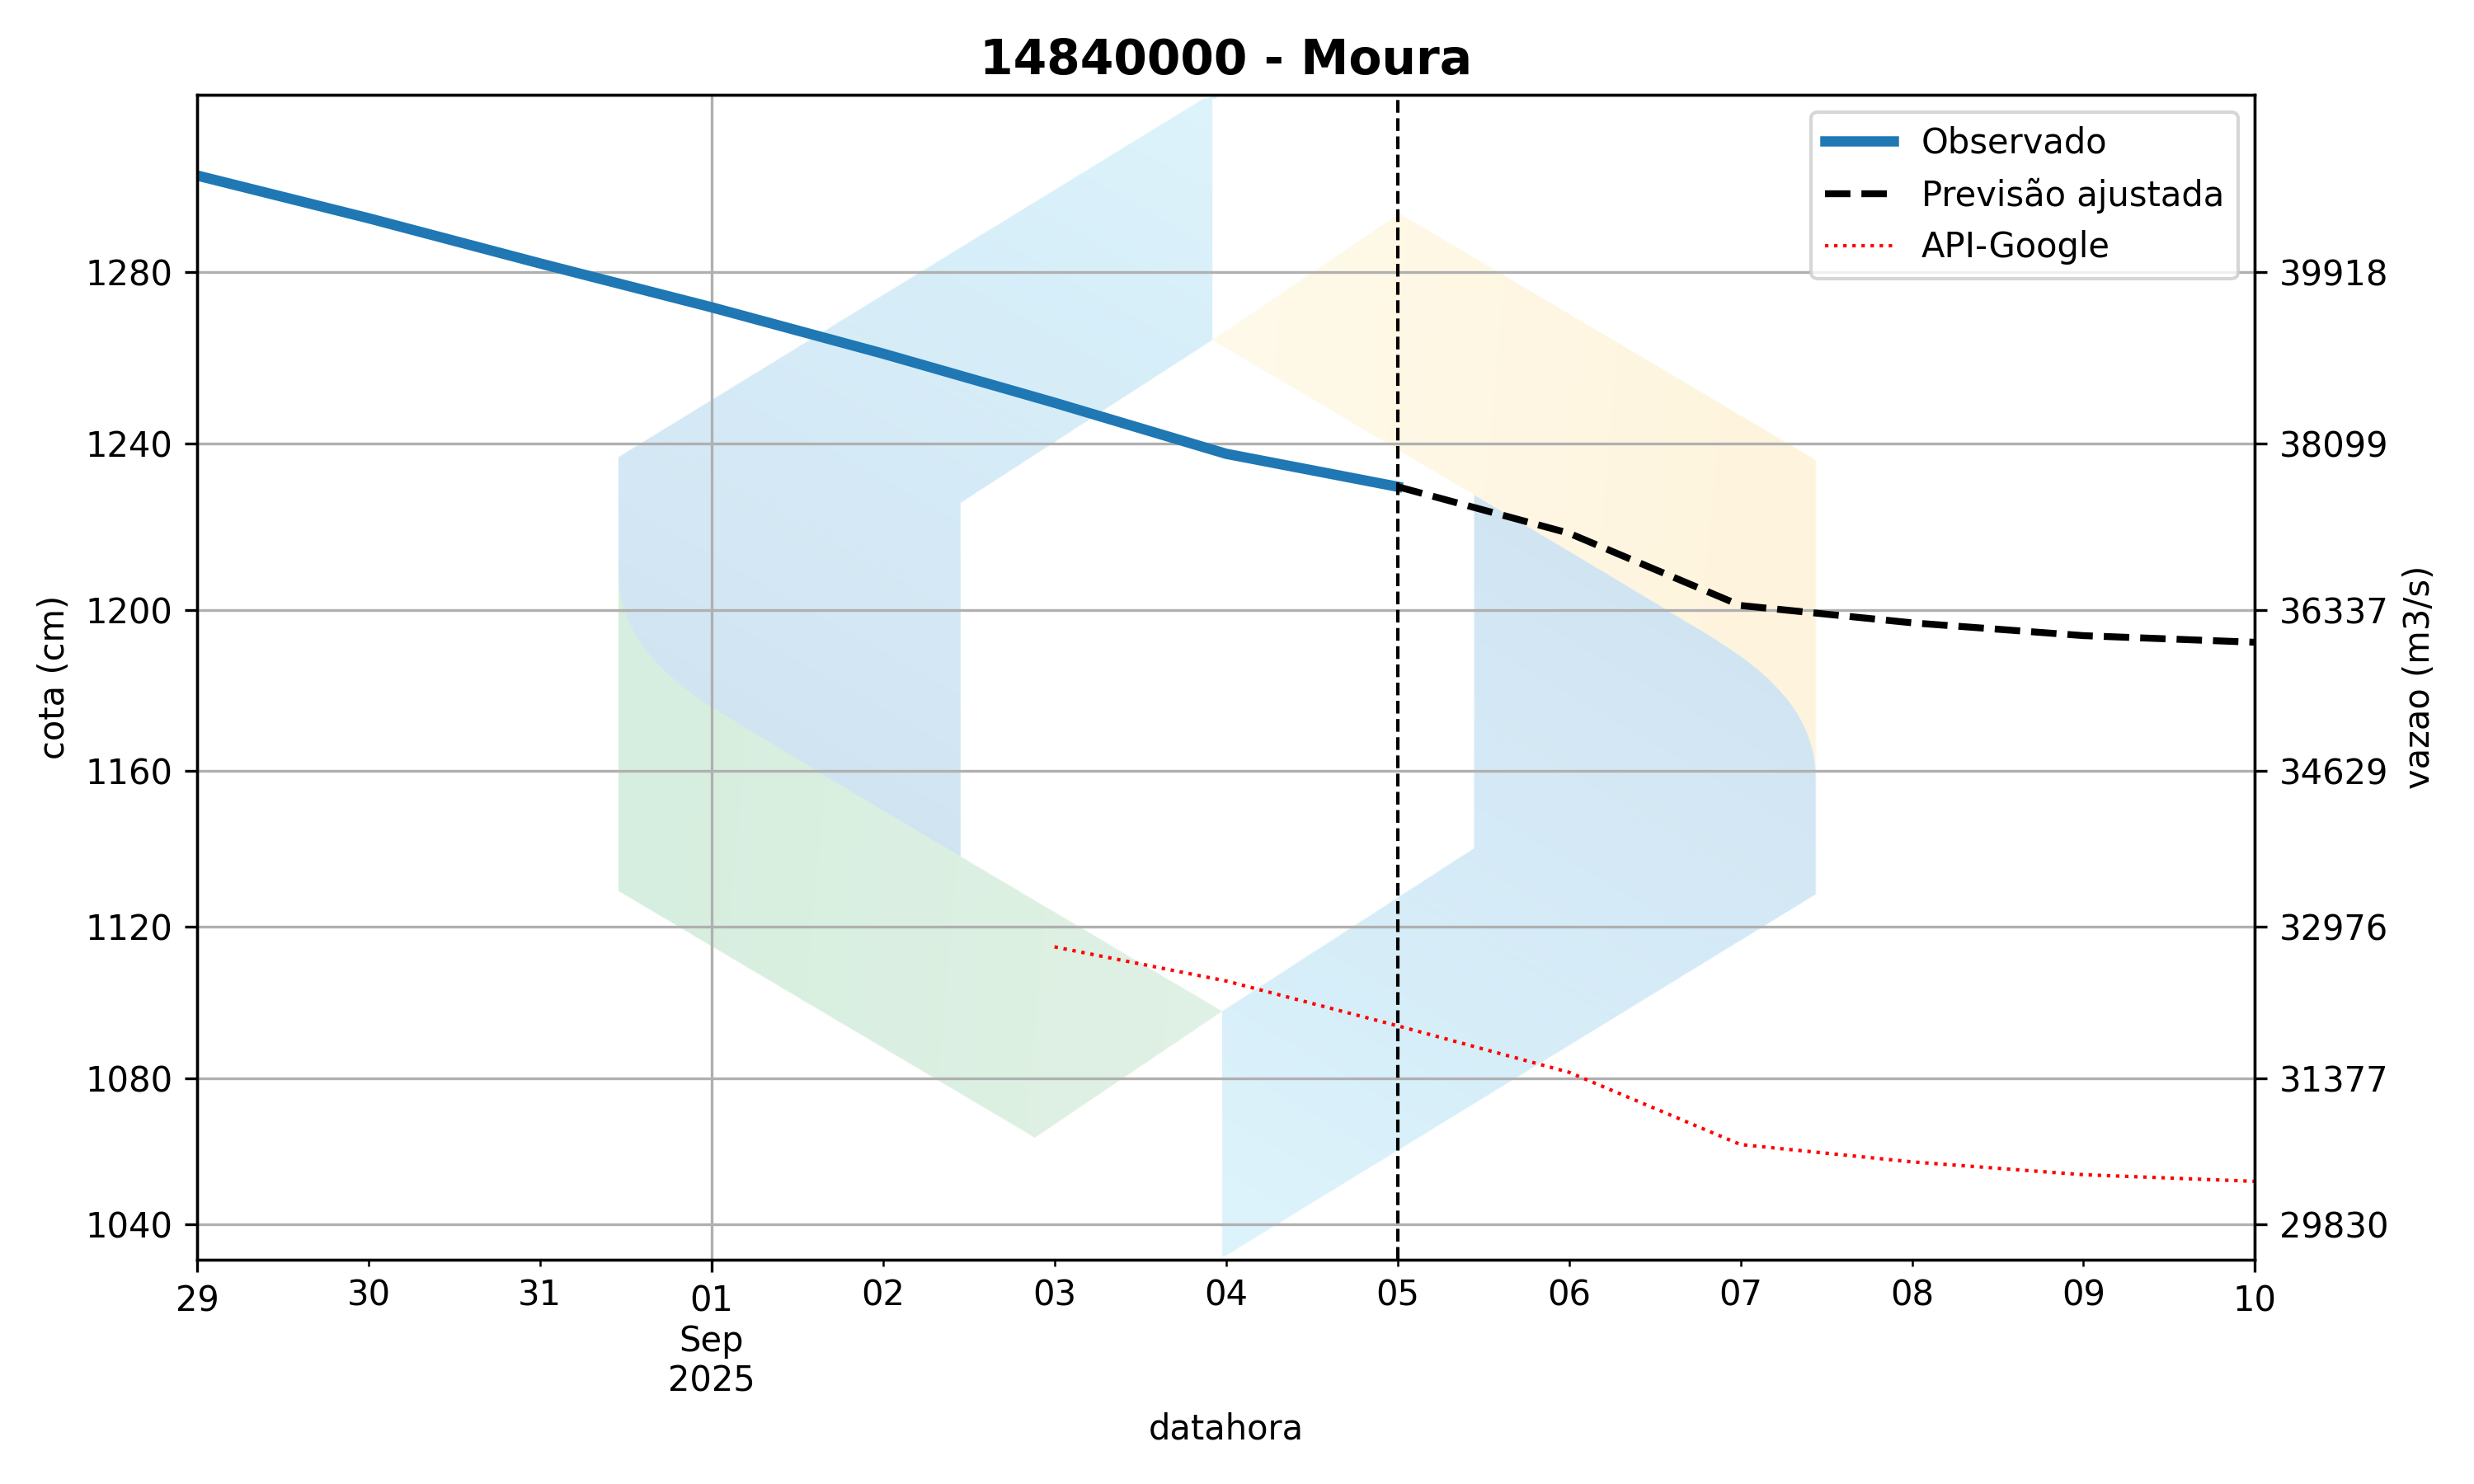 14840000 - Moura
Observado
Previsão ajustada
API-Google
1280
1240
1200
1160
1120
1080
1040
cota (cm)
39918
38099
36337
34629
32976
31377
29830
vazao (m3/s)
29 30 31 01 02 03 04 05 06 07 08 09 10
Sep
2025
datahora